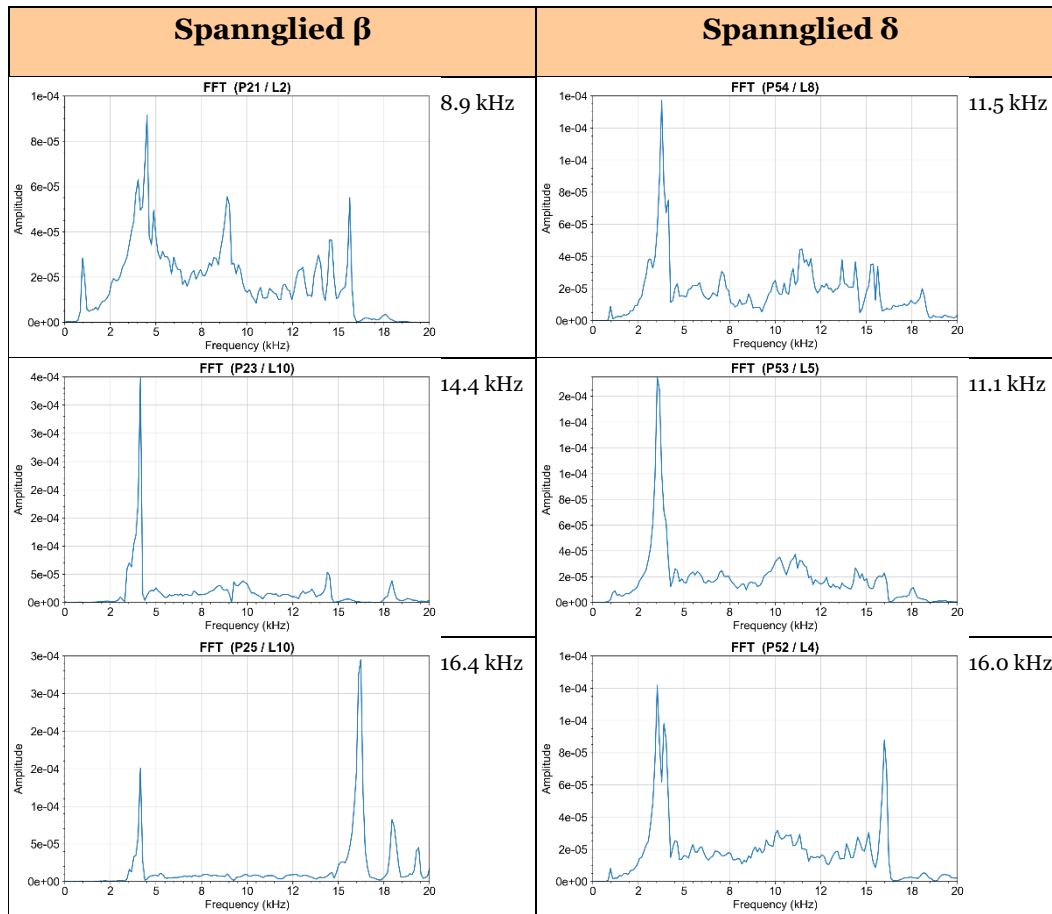 Spannglied β
Spannglied δ
FFT (P21 / L2)
1e-04
8e-05
6e-05
4e-05
2e-05
0e+00
Amplitude
0 2 5 8 10 12 15 18 20
Frequency (kHz)
8.9 kHz
FFT (P54 / L8)
1e-04
1e-04
8e-05
6e-05
4e-05
2e-05
0e+00
Amplitude
0 2 5 8 10 12 15 18 20
Frequency (kHz)
11.5 kHz
FFT (P23 / L10)
4e-04
3e-04
3e-04
2e-04
2e-04
1e-04
1e-04
5e-05
0e+00
Amplitude
0 2 5 8 10 12 15 18 20
Frequency (kHz)
14.4 kHz
FFT (P53 / L5)
2e-04
1e-04
1e-04
1e-04
8e-05
6e-05
4e-05
2e-05
0e+00
Amplitude
0 2 5 8 10 12 15 18 20
Frequency (kHz)
11.1 kHz
FFT (P25 / L10)
3e-04
3e-04
2e-04
2e-04
1e-04
5e-05
0e+00
Amplitude
0 2 5 8 10 12 15 18 20
Frequency (kHz)
16.4 kHz
FFT (P52 / L4)
1e-04
1e-04
1e-04
8e-05
6e-05
4e-05
2e-05
0e+00
Amplitude
0 2 5 8 10 12 15 18 20
Frequency (kHz)
16.0 kHz